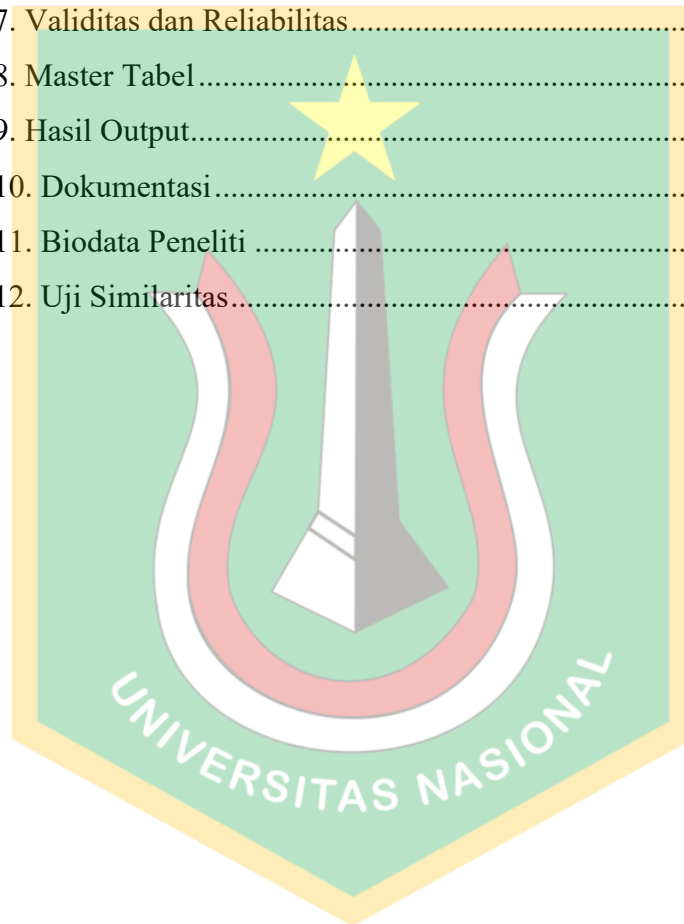 7. Validitas dan Reliabilitas..........................................
8. Master Tabel.............................................................
9. Hasil Output..............................................................
10. Dokumentasi...........................................................
11. Biodata Peneliti ......................................................
12. Uji Similaritas.........................................................
UNIVERSITAS NASIONAL